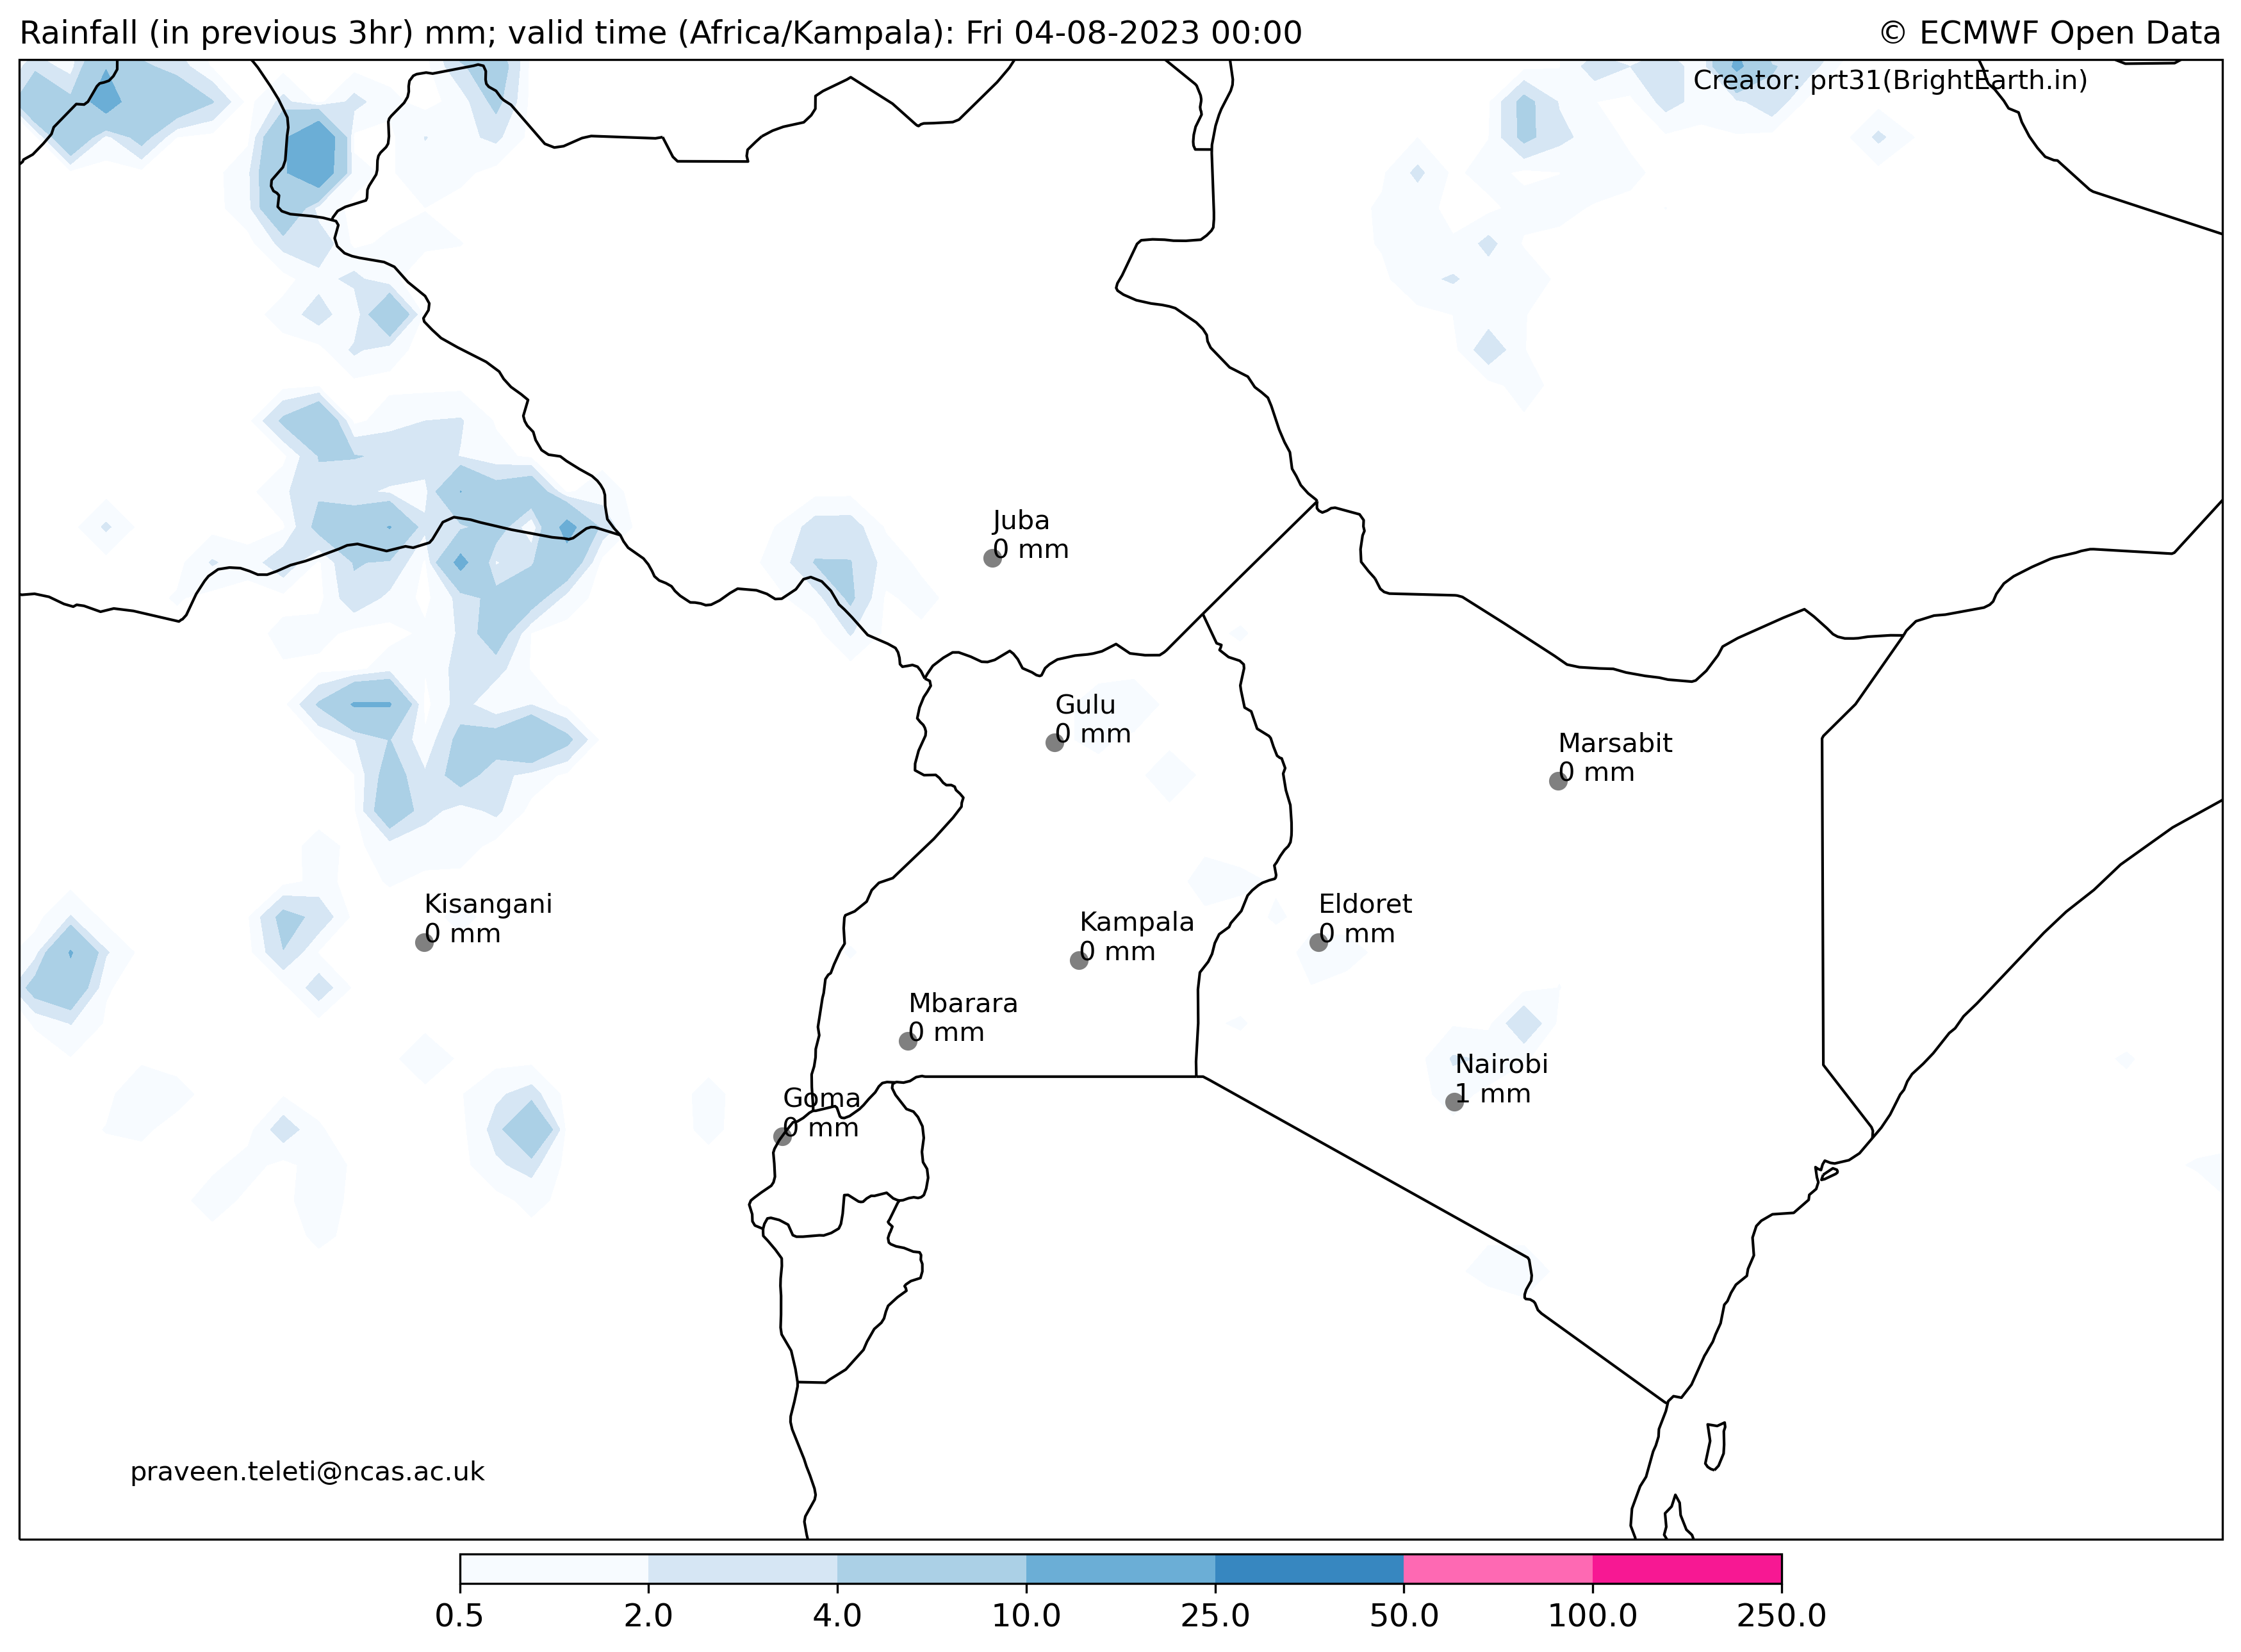 Rainfall (in previous 3hr) mm; valid time (Africa/Kampala): Fri 04-08-2023 00:00
© ECMWF Open Data
Creator: prt31(BrightEarth.in)
Juba
0 mm
Gulu
0 mm
Marsabit
0 mm
Kisangani
0 mm
Eldoret
0 mm
Kampala
0 mm
Mbarara
0 mm
Nairobi
1 mm
Goma
0 mm
praveen.teleti@ncas.ac.uk
0.5 2.0 4.0 10.0 25.0 50.0 100.0 250.0